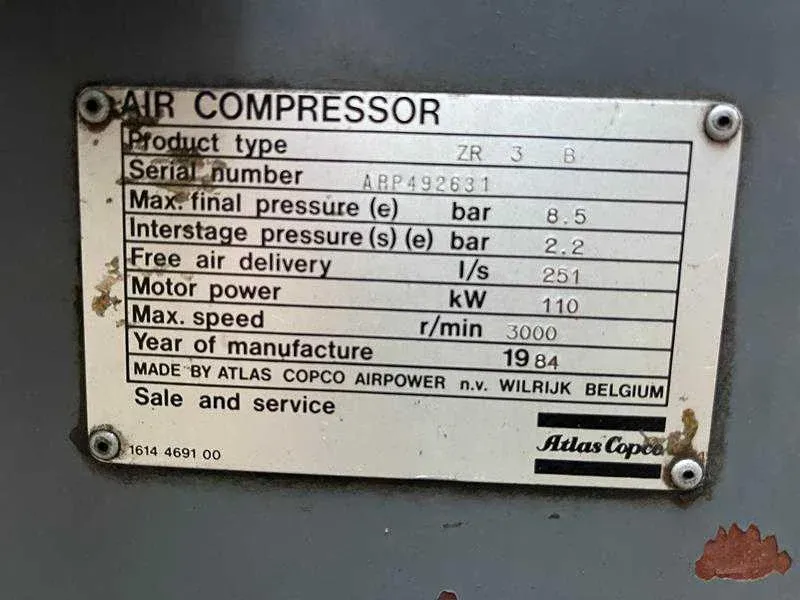 AIR COMPRESSOR
Product type ZR 3 B
Serial number ARP492631
Max. final pressure (e) bar 8.5
Interstage pressure (s) (e) bar 2.2
Free air delivery l/s 251
Motor power kW 110
Max. speed r/min 3000
Year of manufacture 1984
MADE BY ATLAS COPCO AIRPOWER n.v. WILRIJK BELGIUM
Sale and service
Atlas Copco
1614 4691 00